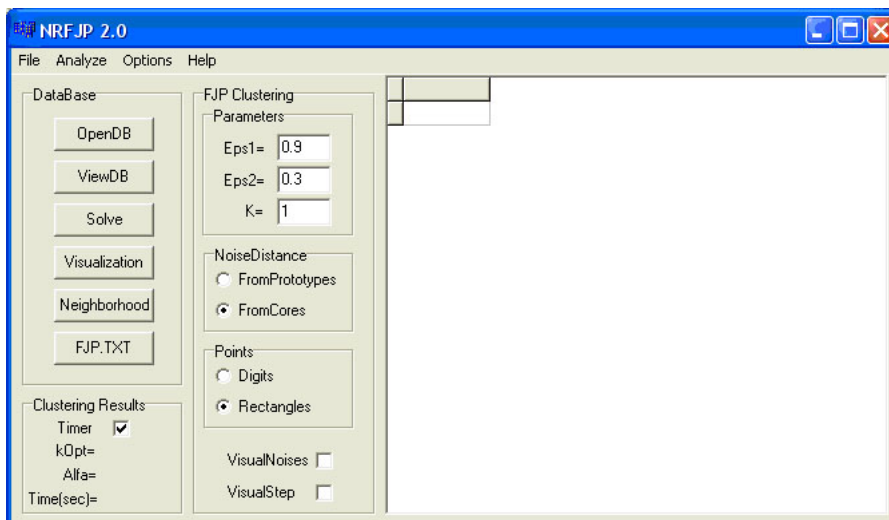 NRFJP 2.0
File Analyze Options Help
DataBase
OpenDB
ViewDB
Solve
Visualization
Neighborhood
FJP.TXT
Clustering Results
Timer
kOpt=
Alfa=
Time(sec)=
FJP Clustering
Parameters
Eps1= 0.9
Eps2= 0.3
K= 1
NoiseDistance
FromPrototypes
FromCores
Points
Digits
Rectangles
VisualNoises
VisualStep